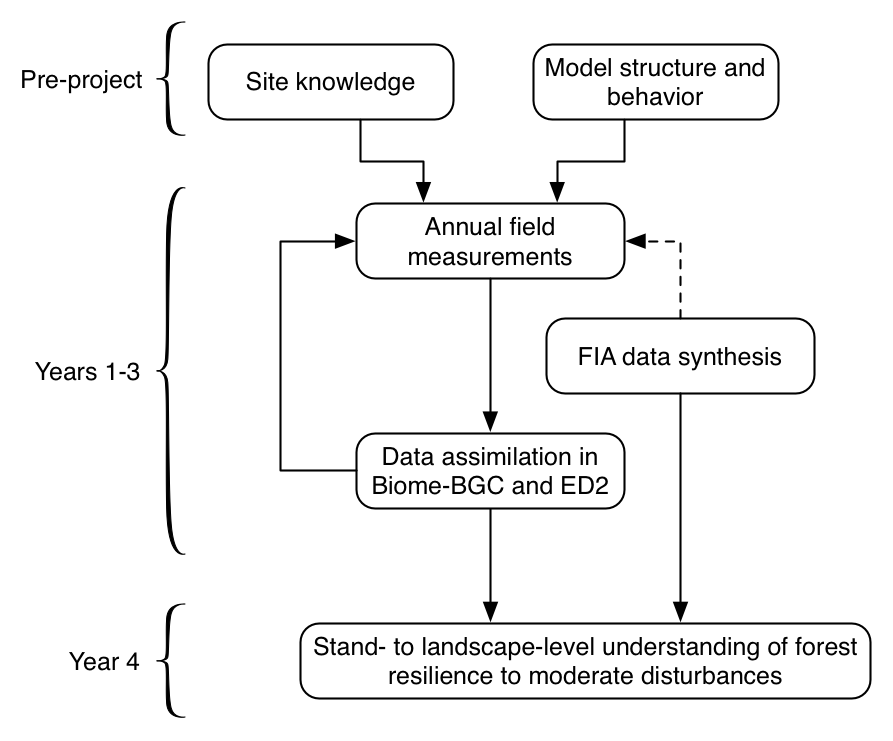 Pre-project
Site knowledge
Model structure and
behavior
Annual field
measurements
Years 1-3
FIA data synthesis
Data assimilation in
Biome-BGC and ED2
Year 4
Stand- to landscape-level understanding of forest
resilience to moderate disturbances